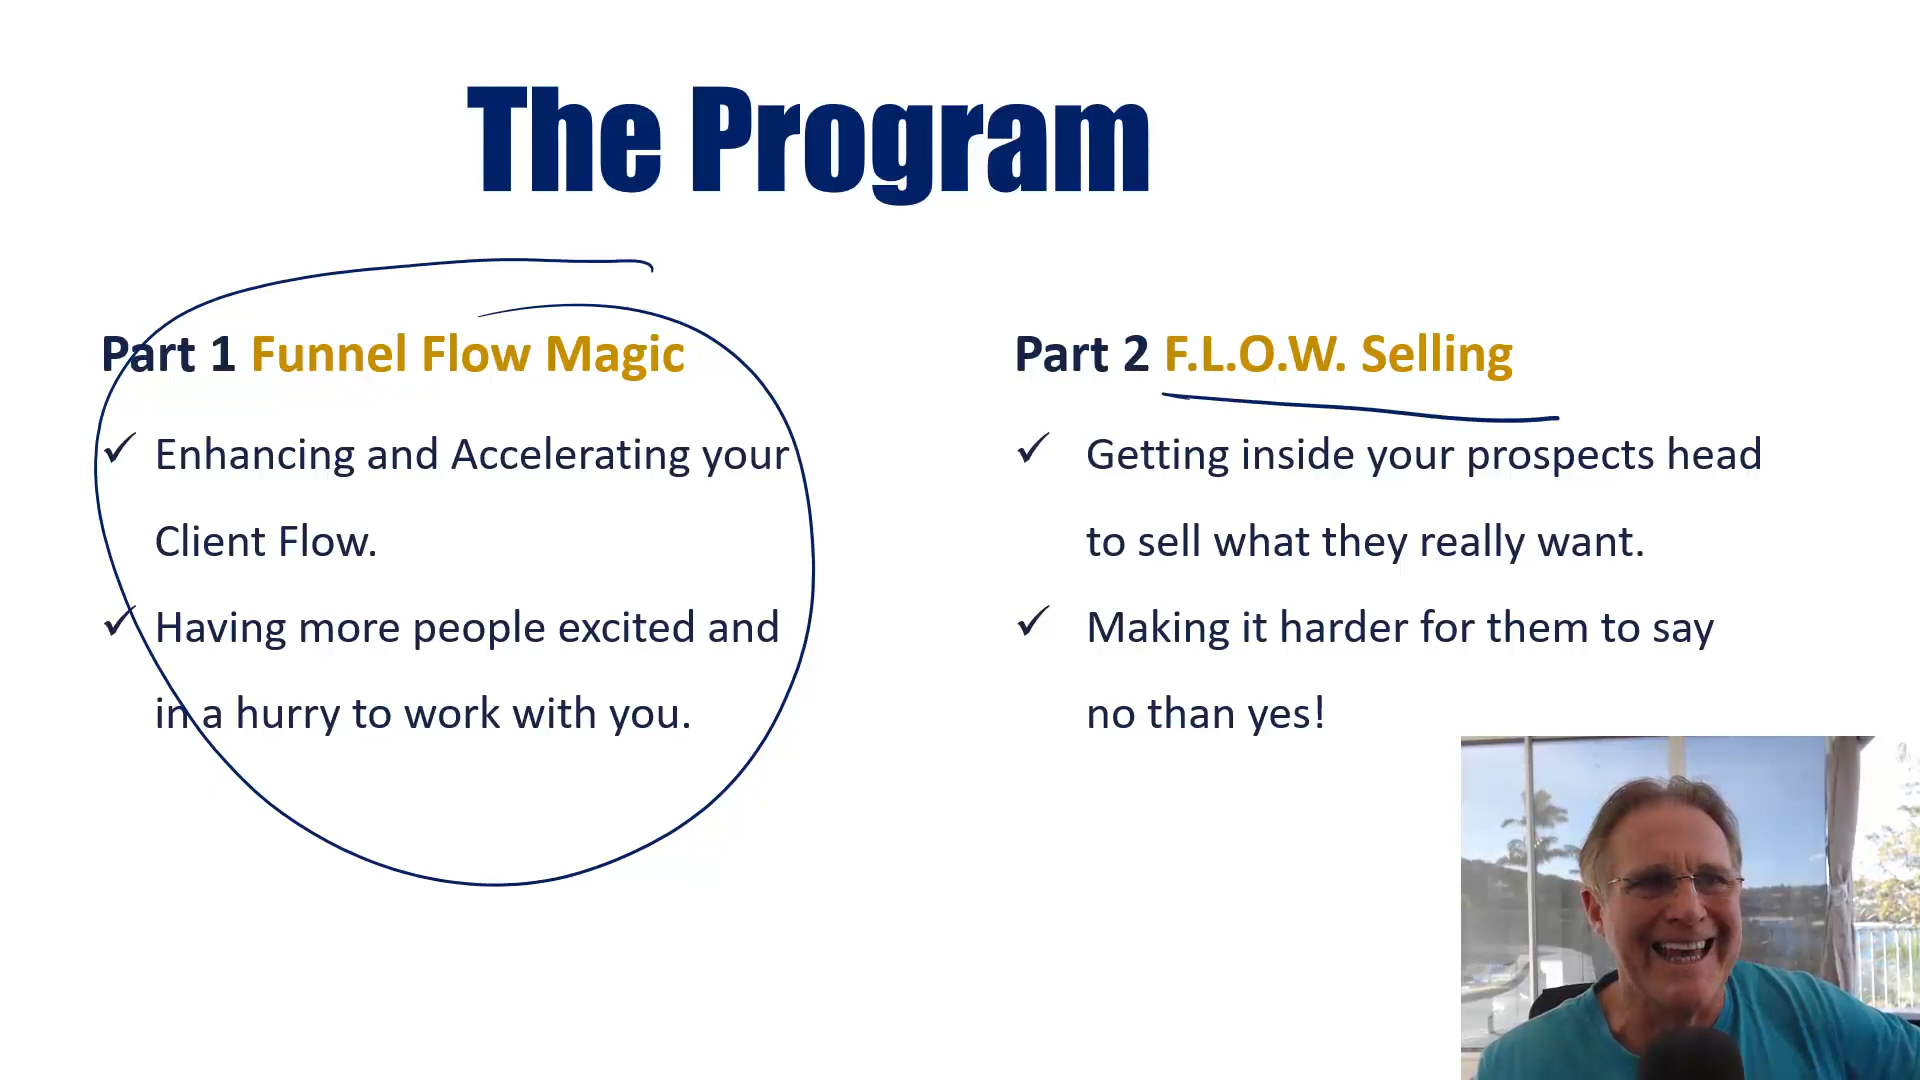 The Program
Part 1 Funnel Flow Magic
✓ Enhancing and Accelerating your
Client Flow.
✓ Having more people excited and
in a hurry to work with you.
Part 2 F.L.O.W. Selling
✓ Getting inside your prospects head
to sell what they really want.
✓ Making it harder for them to say
no than yes!